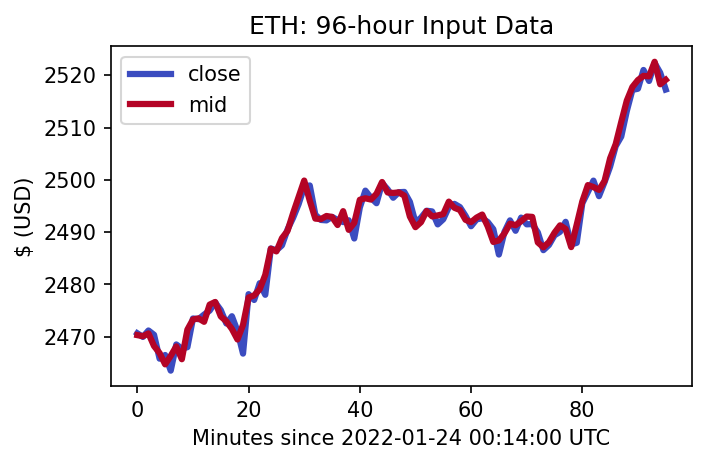 ETH: 96-hour Input Data
close
mid
2520
2510
2500
2490
2480
2470
$ (USD)
0 20 40 60 80
Minutes since 2022-01-24 00:14:00 UTC